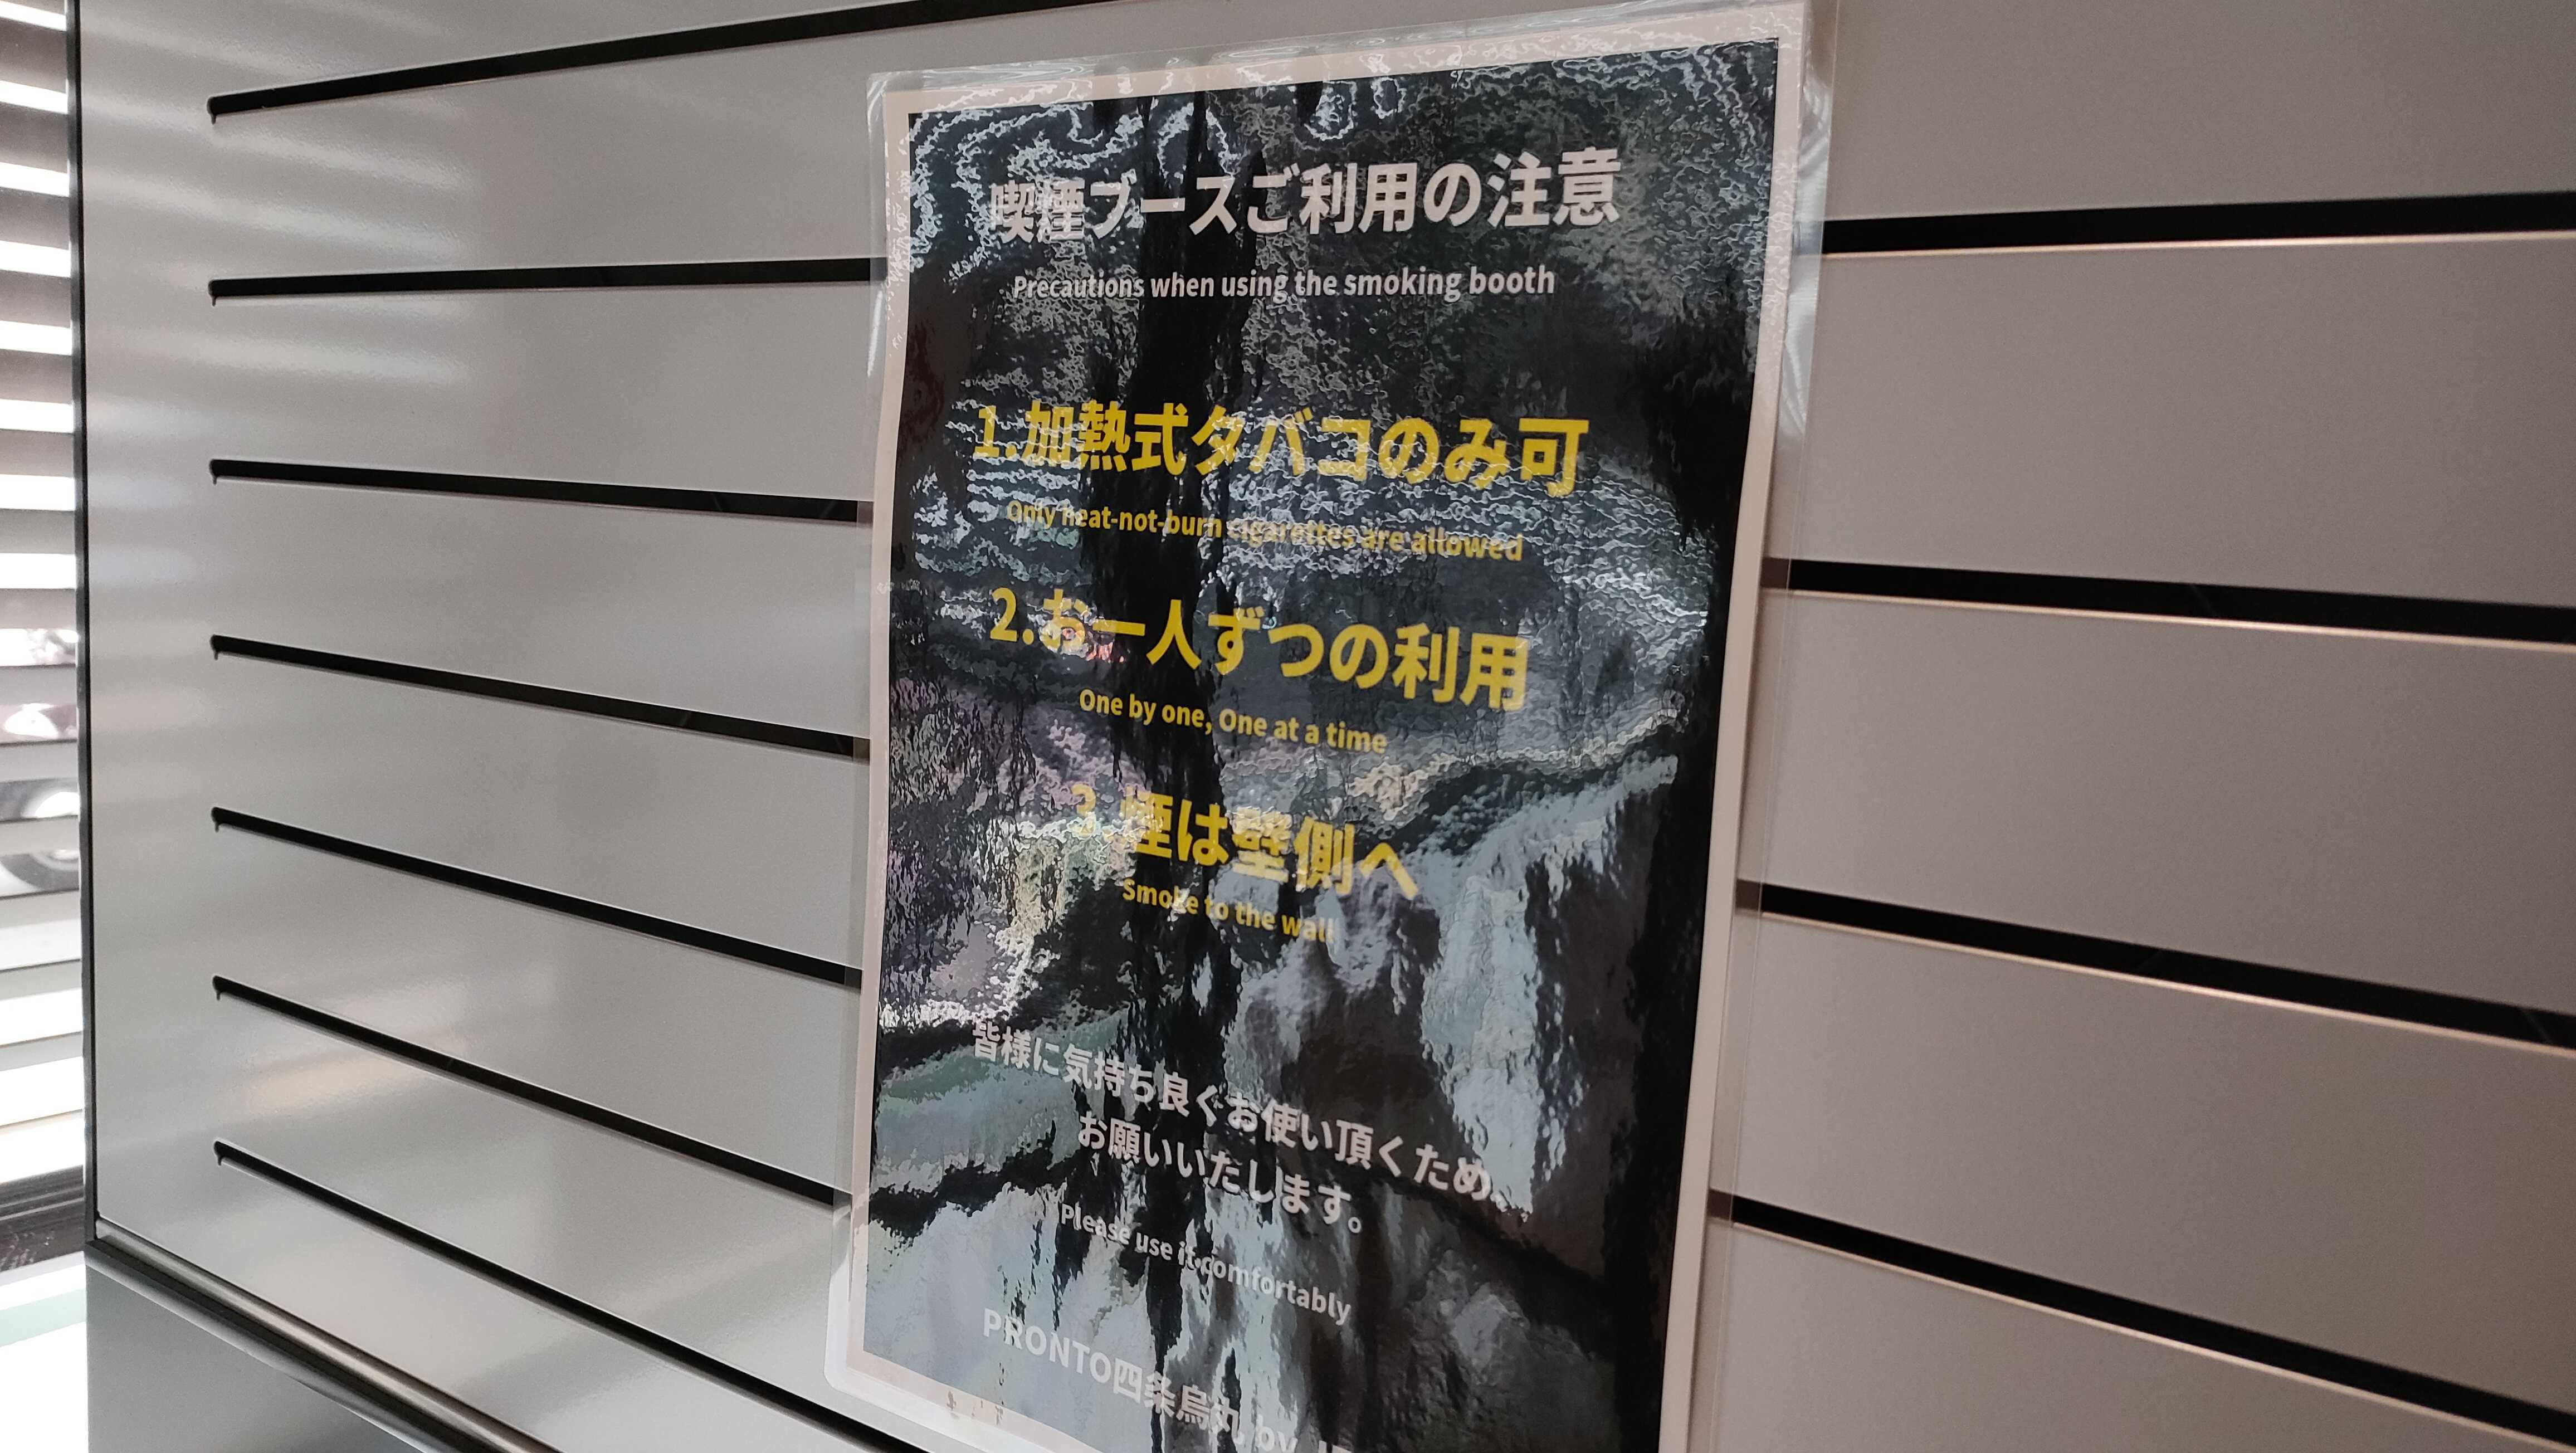 喫煙ブースご利用の注意
Precautions when using the smoking booth
1.加熱式タバコのみ可
Only heat-not-burn cigarettes are allowed
2.お一人ずつの利用
One by one, One at a time
3.煙は壁側へ
Smoke to the wall
皆様に気持ち良くお使い頂くため、
お願いいたします。
Please use it comfortably
PRONTO四条烏丸 by